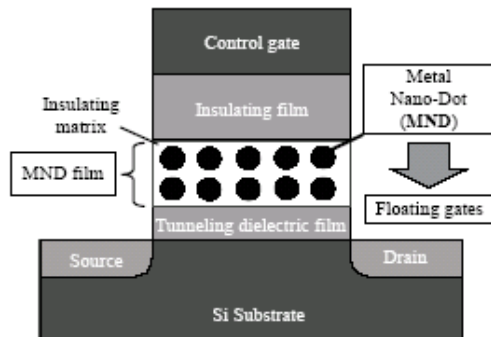 Control gate
Metal
Nano-Dot
(MND)
Insulating
matrix
Insulating film
MND film
Floating gates
Tunneling dielectric film
Source
Drain
Si Substrate